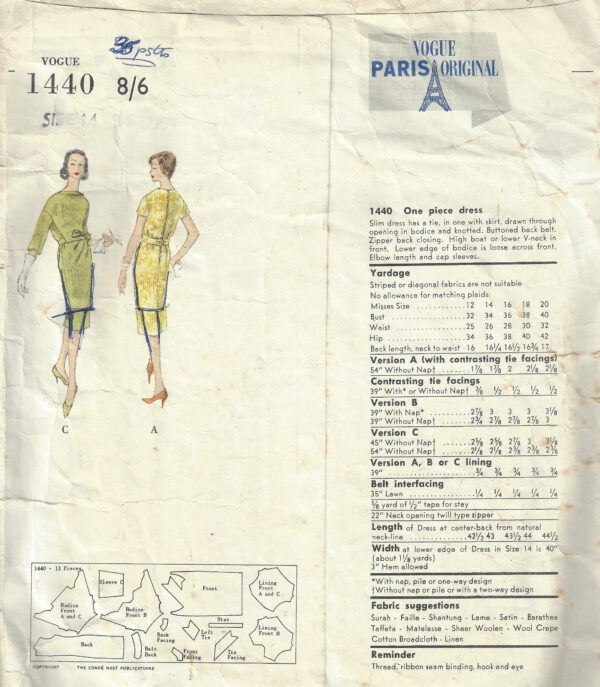 VOGUE
1440
8/6
35 psts
SIZE 14
VOGUE
PARIS ORIGINAL
C
A
1440 One piece dress
Slim dress has a tie, in one with skirt, drawn through
opening in bodice and knotted. Buttoned back belt.
Zipper back closing. High boat or lower V-neck in
front. Lower edge of bodice is loose across front.
Elbow length and cap sleeves.
Yardage
Striped or diagonal fabrics are not suitable
No allowance for matching plaids
Misses Size 12 14 16 18 20
Bust 32 34 36 38 40
Waist 25 26 28 30 32
Hip 34 36 38 40 42
Back length, neck to waist 16 16¼ 16½ 16¾ 17
Version A (with contrasting tie facings)
54" Without Nap† 1⅞ 1⅞ 2 2⅛ 2⅛
Contrasting tie facings
39" With* or Without Nap† ⅜ ½ ½ ½ ½
Version B
39" With Nap* 2⅞ 3 3 3 3⅛
39" Without Nap† 2¾ 2⅞ 2⅞ 2⅞ 3
Version C
45" Without Nap† 2⅝ 2⅝ 2⅞ 3 3⅛
54" Without Nap† 2⅛ 2⅛ 2⅜ 2⅜ 2⅜
Version A, B or C lining
39" ¾ ¾ ¾ ¾ ¾
Belt interfacing
35" Lawn ¼ ¼ ¼ ¼ ¼
⅞ yard of ½" tape for stay
22" Neck opening twill type zipper
Length of Dress at center-back from natural
neck-line 42½ 43 43½ 44 44½
Width at lower edge of Dress in Size 14 is 40"
(about 1⅛ yards)
3" Hem allowed
*With nap, pile or one-way design
†Without nap or pile or with a two-way design
Fabric suggestions
Surah - Faille - Shantung - Lame - Satin - Barathea
Taffeta - Matelasse - Sheer Woolen - Wool Crepe
Cotton Broadcloth - Linen
Reminder
Thread, ribbon seam binding, hook and eye
1440 - 13 Pieces
Sleeve C
Bodice
Front
A and C
Bodice
Front B
Front
Lining
Front
A and C
Back
Belt
Back
Back
Facing
Front
Facing
Left
Tie
Stay
Tie
Facing
Lining
Front B
COPYRIGHT THE CONDÉ NAST PUBLICATIONS